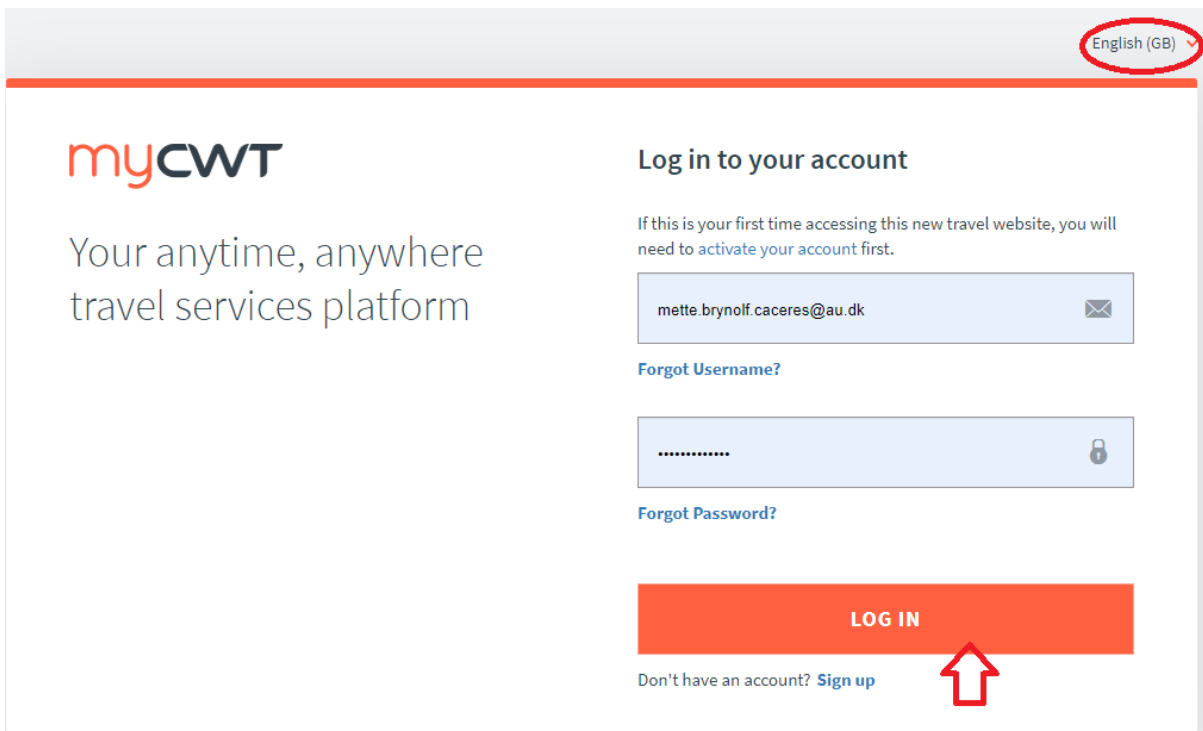 English (GB)
myCWT
Your anytime, anywhere
travel services platform
Log in to your account
If this is your first time accessing this new travel website, you will
need to activate your account first.
mette.brynolf.caceres@au.dk
Forgot Username?
•••••••••••••
Forgot Password?
LOG IN
Don't have an account? Sign up